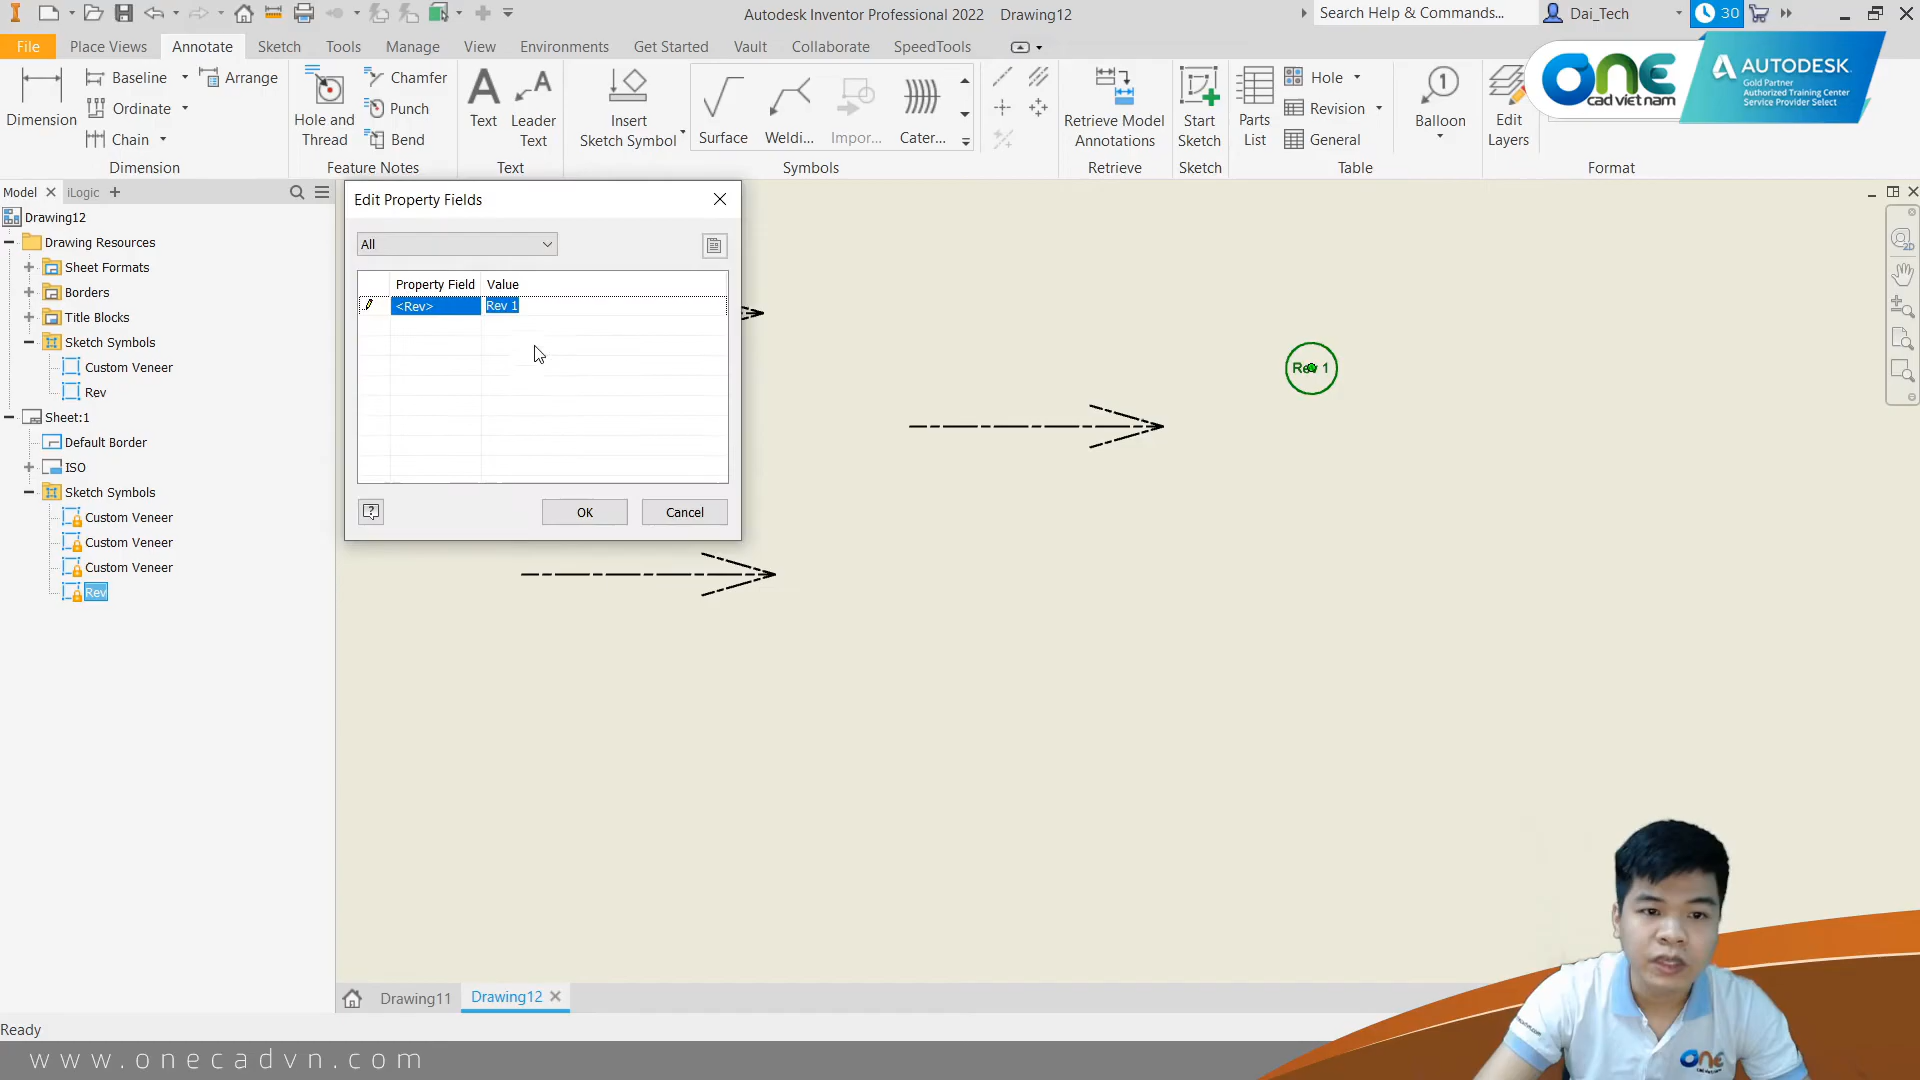 Autodesk Inventor Professional 2022 Drawing12
Search Help & Commands...
Dai_Tech
30
File Place Views Annotate Sketch Tools Manage View Environments Get Started Vault Collaborate SpeedTools
Dimension
Baseline
Ordinate
Chain
Arrange
Dimension
Hole and Thread
Chamfer
Punch
Bend
Feature Notes
Text
Leader Text
Text
Insert Sketch Symbol
Surface
Weldi...
Impor...
Cater...
Symbols
Retrieve Model Annotations
Retrieve
Start Sketch
Sketch
Parts List
Hole
Revision
General
Table
Balloon
Edit Layers
Format
ONE
cad viet nam
AUTODESK.
Gold Partner
Authorized Training Center
Service Provider Select
Model
iLogic
Drawing12
Drawing Resources
Sheet Formats
Borders
Title Blocks
Sketch Symbols
Custom Veneer
Rev
Sheet:1
Default Border
ISO
Sketch Symbols
Custom Veneer
Custom Veneer
Custom Veneer
Rev
Edit Property Fields
All
Property Field Value
<Rev> Rev 1
OK Cancel
Rev 1
Drawing11 Drawing12
Ready
www.onecadvn.com
ONE